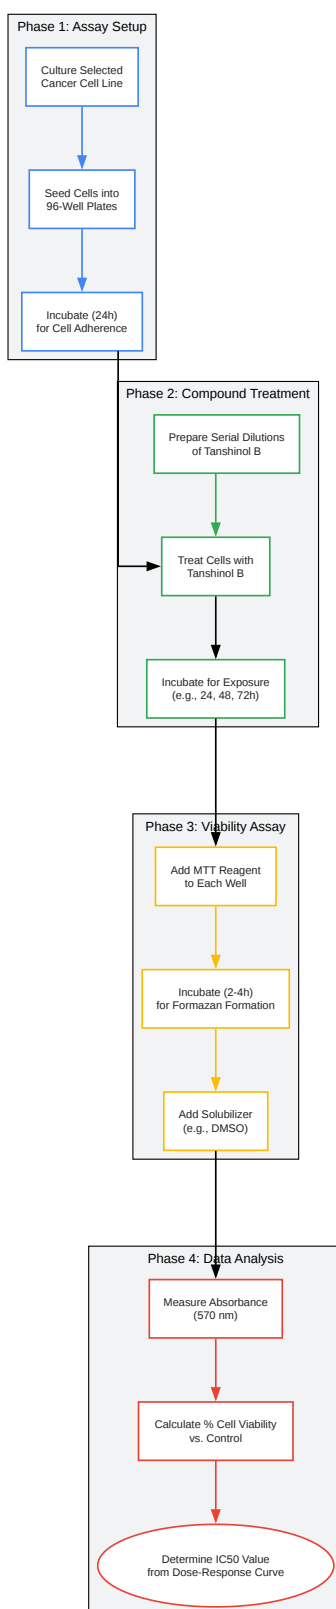 Phase 1: Assay Setup
Culture Selected
Cancer Cell Line
Seed Cells into
96-Well Plates
Incubate (24h)
for Cell Adherence
Phase 2: Compound Treatment
Prepare Serial Dilutions
of Tanshinol B
Treat Cells with
Tanshinol B
Incubate for Exposure
(e.g., 24, 48, 72h)
Phase 3: Viability Assay
Add MTT Reagent
to Each Well
Incubate (2-4h)
for Formazan Formation
Add Solubilizer
(e.g., DMSO)
Phase 4: Data Analysis
Measure Absorbance
(570 nm)
Calculate % Cell Viability
vs. Control
Determine IC50 Value
from Dose-Response Curve